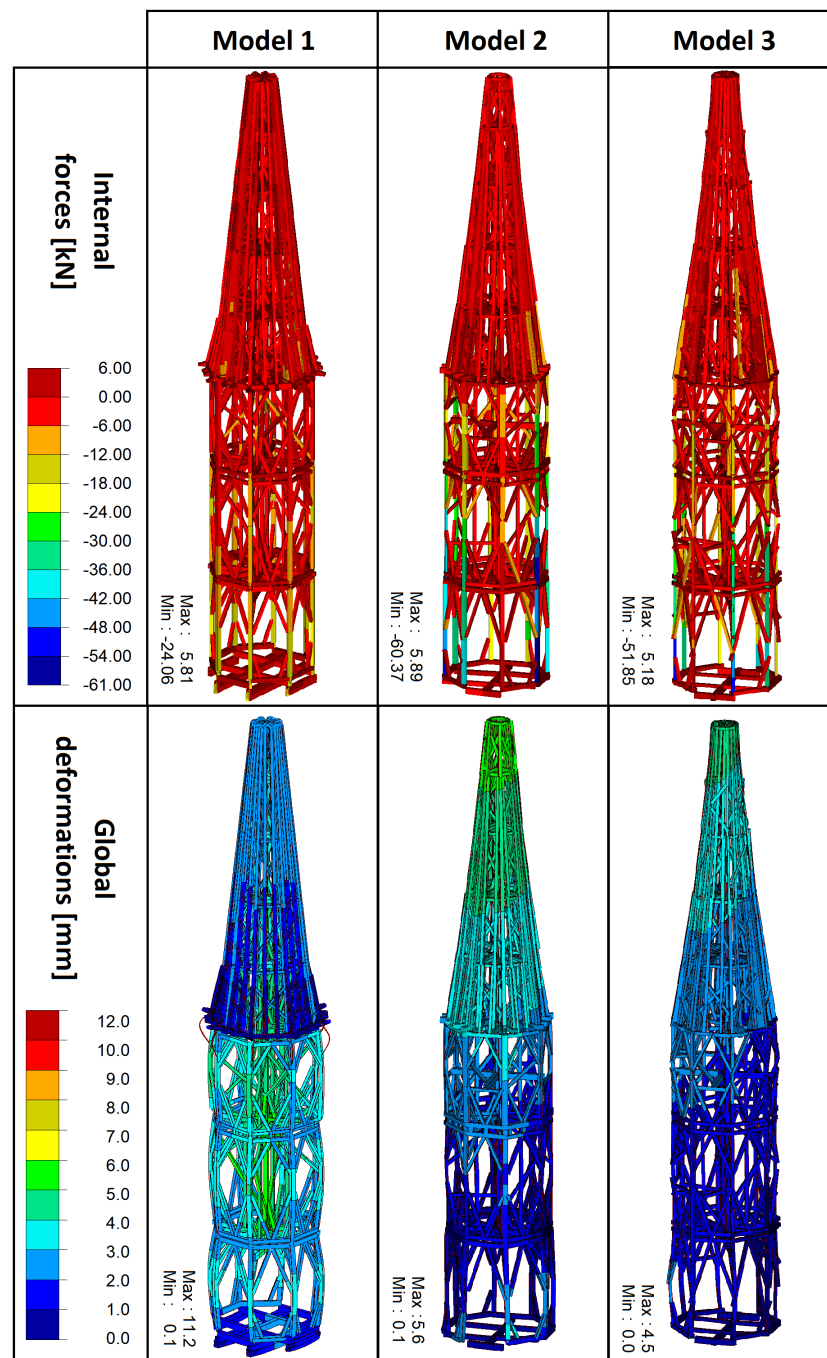 Model 1
Model 2
Model 3
Internal
forces [kN]
6.00
0.00
-6.00
-12.00
-18.00
-24.00
-30.00
-36.00
-42.00
-48.00
-54.00
-61.00
Max : 5.81
Min : -24.06
Max : 5.89
Min : -60.37
Max : 5.18
Min : -51.85
Global
deformations [mm]
12.0
10.0
9.0
8.0
7.0
6.0
5.0
4.0
3.0
2.0
1.0
0.0
Max : 11.2
Min : 0.1
Max :5.6
Min : 0.1
Max : 4.5
Min : 0.0